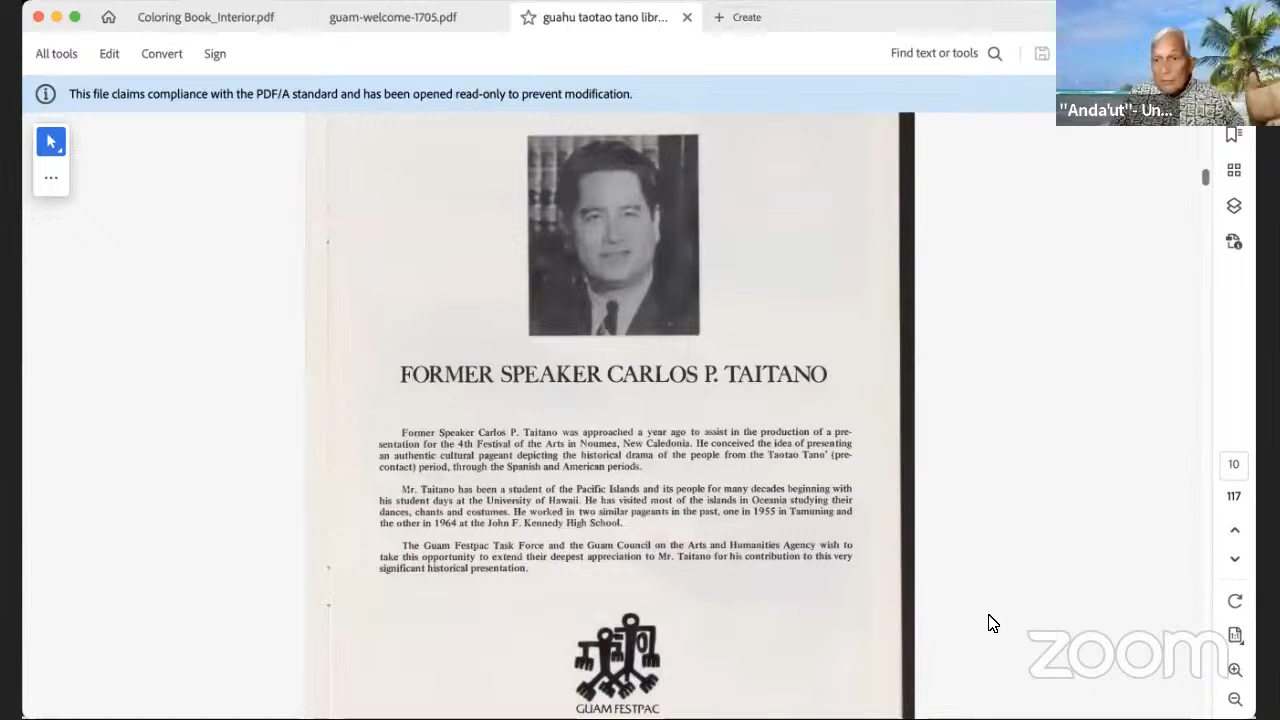 Coloring Book_Interior.pdf
guam-welcome-1705.pdf
guahu taotao tano libr...
Create
All tools
Edit
Convert
Sign
Find text or tools
This file claims compliance with the PDF/A standard and has been opened read-only to prevent modification.
"Anda'ut"- Un...
FORMER SPEAKER CARLOS P. TAITANO
Former Speaker Carlos P. Taitano was approached a year ago to assist in the production of a pre-
sentation for the 4th Festival of the Arts in Noumea, New Caledonia. He conceived the idea of presenting
an authentic cultural pageant depicting the historical drama of the people from the Taotao Tano' (pre-
contact) period, through the Spanish and American periods.
Mr. Taitano has been a student of the Pacific Islands and its people for many decades beginning with
his student days at the University of Hawaii. He has visited most of the islands in Oceania studying their
dances, chants and costumes. He worked in two similar pageants in the past, one in 1955 in Tamuning and
the other in 1964 at the John F. Kennedy High School.
The Guam Festpac Task Force and the Guam Council on the Arts and Humanities Agency wish to
take this opportunity to extend their deepest appreciation to Mr. Taitano for his contribution to this very
significant historical presentation.
GUAM FESTPAC
10
117
zoom